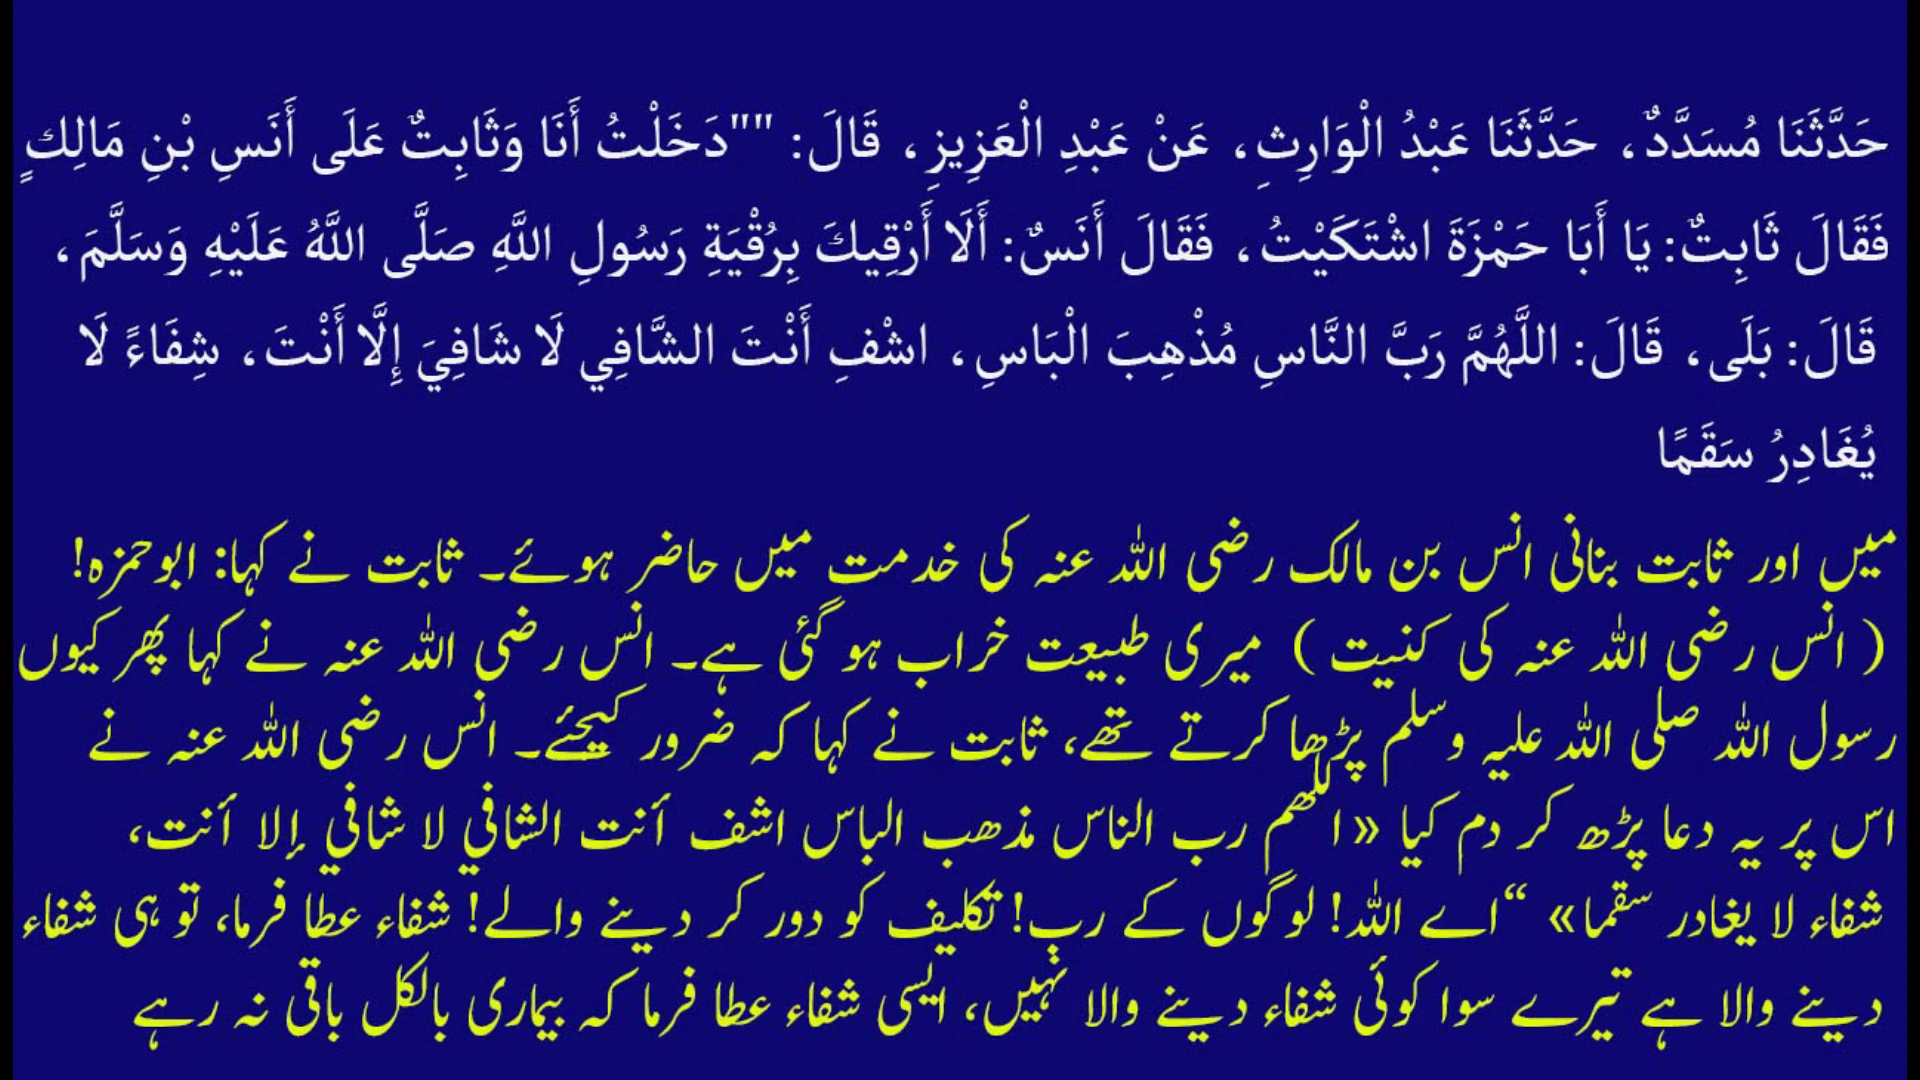 حَدَّثَنَا مُسَدَّدٌ، حَدَّثَنَا عَبْدُ الْوَارِثِ، عَنْ عَبْدِ الْعَزِيزِ، قَالَ: ""دَخَلْتُ أَنَا وَثَابِتٌ عَلَى أَنَسِ بْنِ مَالِكٍ
فَقَالَ ثَابِتٌ: يَا أَبَا حَمْزَةَ اشْتَكَيْتُ، فَقَالَ أَنَسٌ: أَلَا أَرْقِيكَ بِرُقْيَةِ رَسُولِ اللَّهِ صَلَّى اللَّهُ عَلَيْهِ وَسَلَّمَ،
قَالَ: بَلَى، قَالَ: اللَّهُمَّ رَبَّ النَّاسِ مُذْهِبَ الْبَاسِ، اشْفِ أَنْتَ الشَّافِي لَا شَافِيَ إِلَّا أَنْتَ، شِفَاءً لَا
يُغَادِرُ سَقَمًا
میں اور ثابت بنانی انس بن مالک رضی اللہ عنہ کی خدمت میں حاضر ہوئے۔ ثابت نے کہا: ابوحمزہ!
( انس رضی اللہ عنہ کی کنیت ) میری طبیعت خراب ہو گئی ہے۔ انس رضی اللہ عنہ نے کہا پھر کیوں
رسول اللہ صلی اللہ علیہ وسلم پڑھا کرتے تھے، ثابت نے کہا کہ ضرور کیجئے۔ انس رضی اللہ عنہ نے
اس پر یہ دعا پڑھ کر دم کیا «اللهم رب الناس مذهب الباس اشف أنت الشافي لا شافي إلا أنت،
شفاء لا يغادر سقما» “اے اللہ! لوگوں کے رب! تکلیف کو دور کر دینے والے! شفاء عطا فرما، تو ہی شفاء
دینے والا ہے تیرے سوا کوئی شفاء دینے والا نہیں، ایسی شفاء عطا فرما کہ بیماری بالکل باقی نہ رہے